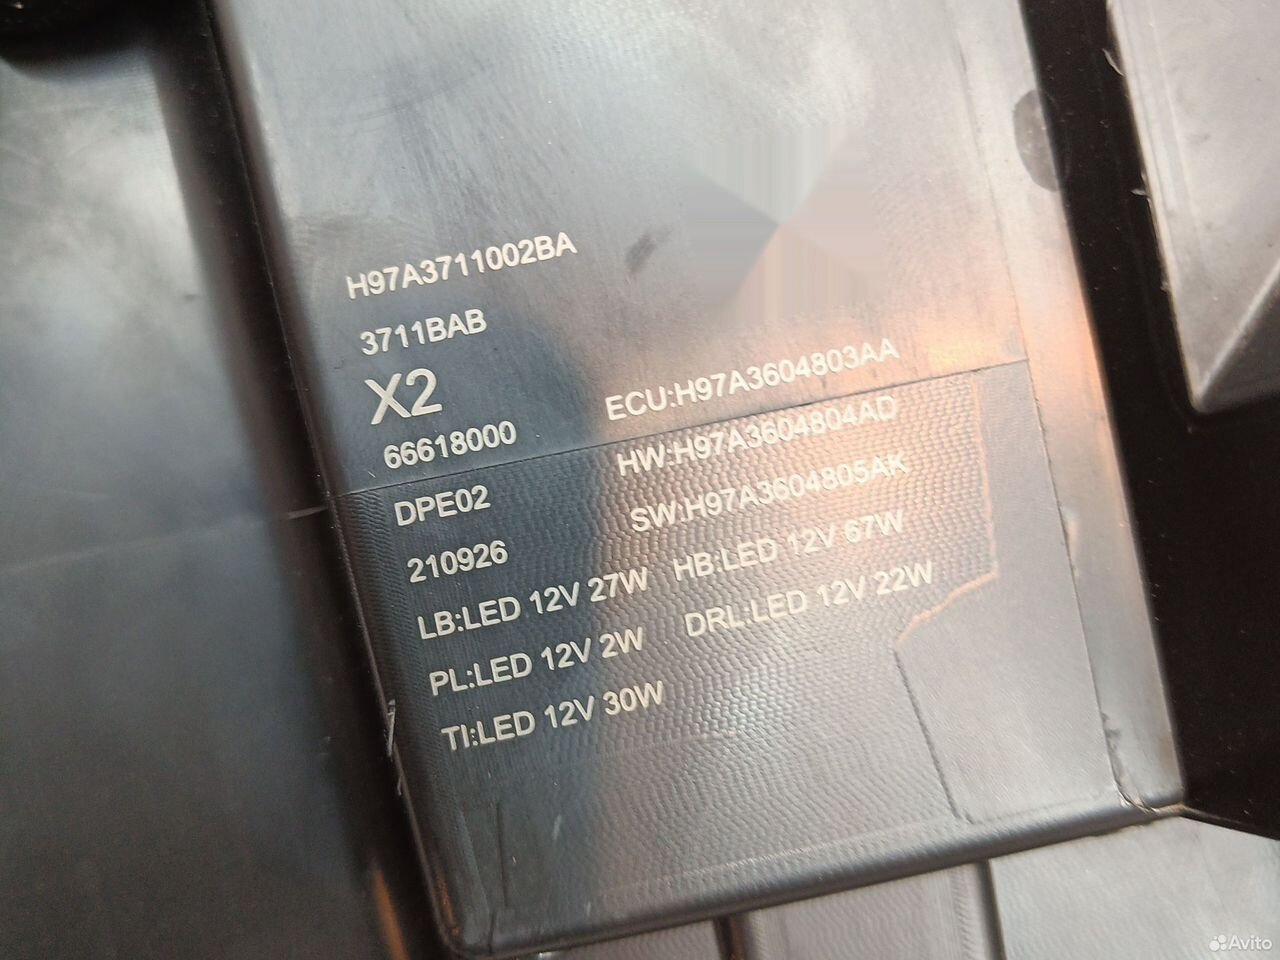 H97A3711002BA
3711BAB
X2
66618000 ECU:H97A3604803AA
DPE02 HW:H97A3604804AD
210926 SW:H97A3604805AK
LB:LED 12V 27W HB:LED 12V 67W
PL:LED 12V 2W DRL:LED 12V 22W
TI:LED 12V 30W
Avito